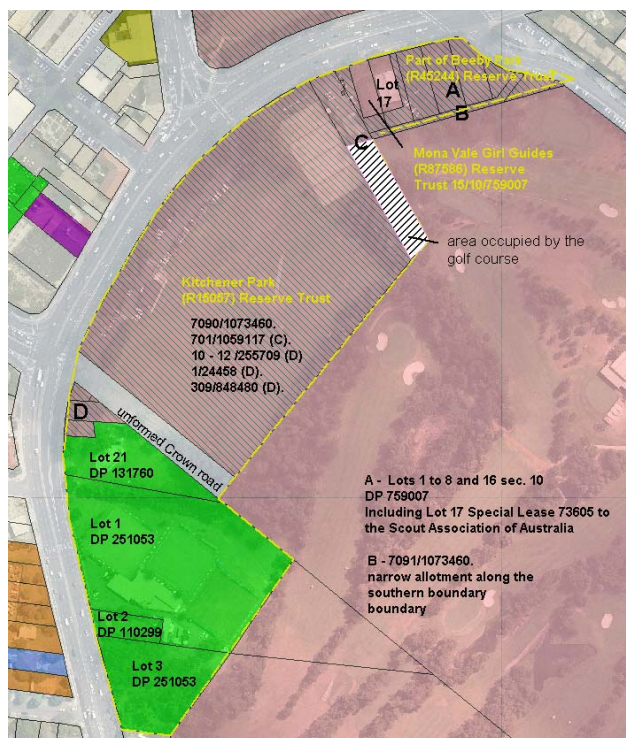 Part of Beeby Park
(R45244) Reserve Trust
Lot
17
A
B
C
Mona Vale Girl Guides
(R87586) Reserve
Trust 15/10/759007
area occupied by the
golf course
Kitchener Park
(R15057) Reserve Trust
7090/1073460.
701/1059117 (C).
10 - 12 /255709 (D)
1/24458 (D).
309/848480 (D).
D
unformed Crown road
Lot 21
DP 131760
Lot 1
DP 251053
Lot 2
DP 110299
Lot 3
DP 251053
A - Lots 1 to 8 and 16 sec. 10
DP 759007
Including Lot 17 Special Lease 73605 to
the Scout Association of Australia
B - 7091/1073460.
narrow allotment along the
southern boundary
boundary